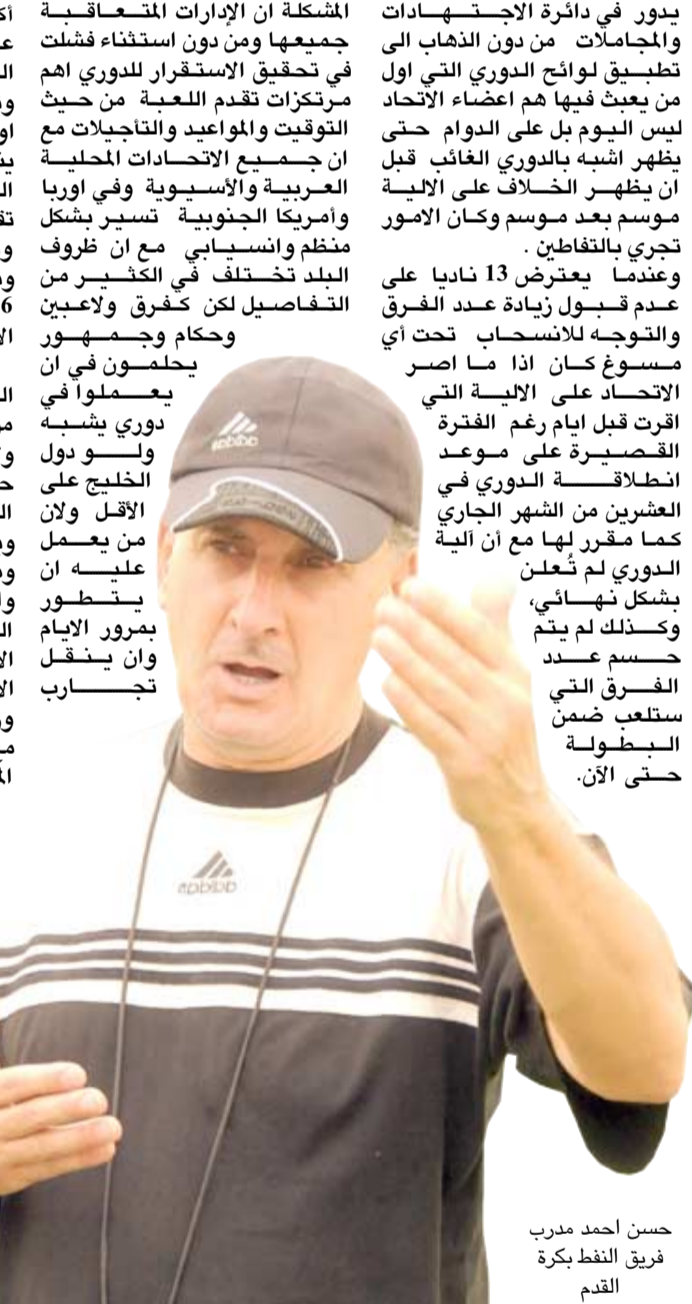 يدور في دائرة الاجتهادات
والمجاملات من دون الذهاب الى
تطبيق لوائح الدوري التي اول
من يعبث فيها هم اعضاء الاتحاد
ليس اليوم بل على الدوام حتى
يظهر اشبه بالدوري الغائب قبل
ان يظهر الخلاف على الالية
موسم بعد موسم وكان الامور
تجري بالتفاطن .
وعندما يعترض 13 ناديا على
عدم قبول زيادة عدد الفرق
والتوجه للانسحاب تحت أي
مسوغ كان اذا ما اصر
الاتحاد على الالية التي
اقرت قبل ايام رغم الفترة
القصيرة على موعد
انطلاقة الدوري في
العشرين من الشهر الجاري
كما مقرر لها مع أن آلية
الدوري لم تُعلن
بشكل نهائي،
وكذلك لم يتم
حسم عدد
الفرق التي
ستلعب ضمن
البطولة
حتى الآن.
المشكلة ان الإدارات المتعاقبة
جميعها ومن دون استثناء فشلت
في تحقيق الاستقرار للدوري اهم
مرتكزات تقدم اللعبة من حيث
التوقيت والمواعيد والتأجيلات مع
ان جميع الاتحادات المحلية
العربية والأسيوية وفي اوربا
وأمريكا الجنوبية تسير بشكل
منظم وانسيابي مع ان ظروف
البلد تختلف في الكثير من
التفاصيل لكن كفرق ولاعبين
وحكام وجمهور
يحلمون في ان
يعملوا في
دوري يشبه
ولو دول
الخليج على
الأقل ولان
من يعمل
عليه ان
يتطور
بمرور الايام
وان ينقل
تجارب
حسن احمد مدرب
فريق النفط بكرة
القدم